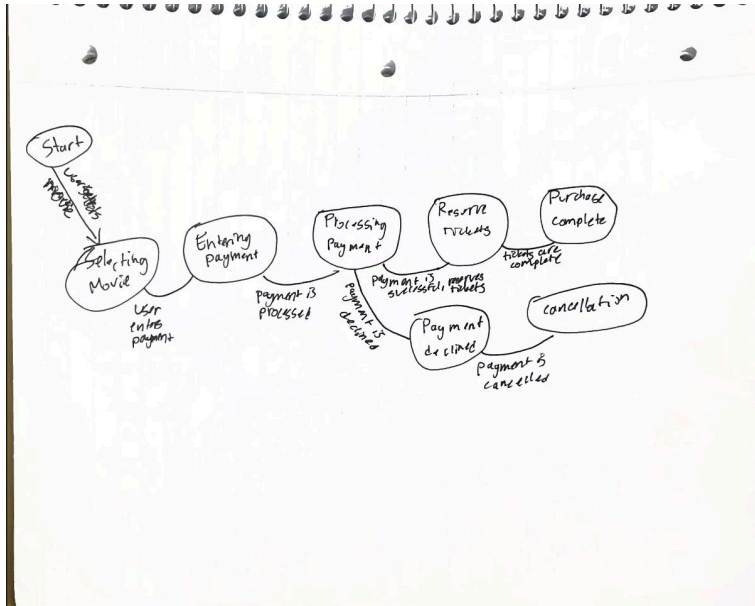 Start
user selects
movie
Selecting
Movie
user
enters
payment
Entering
payment
payment is
processed
Processing
Payment
payment is
successful, reserves
tickets
Reserve
tickets
tickets are
complete
Purchase
complete
payment is
declined
Payment
declined
payment is
cancelled
cancellation